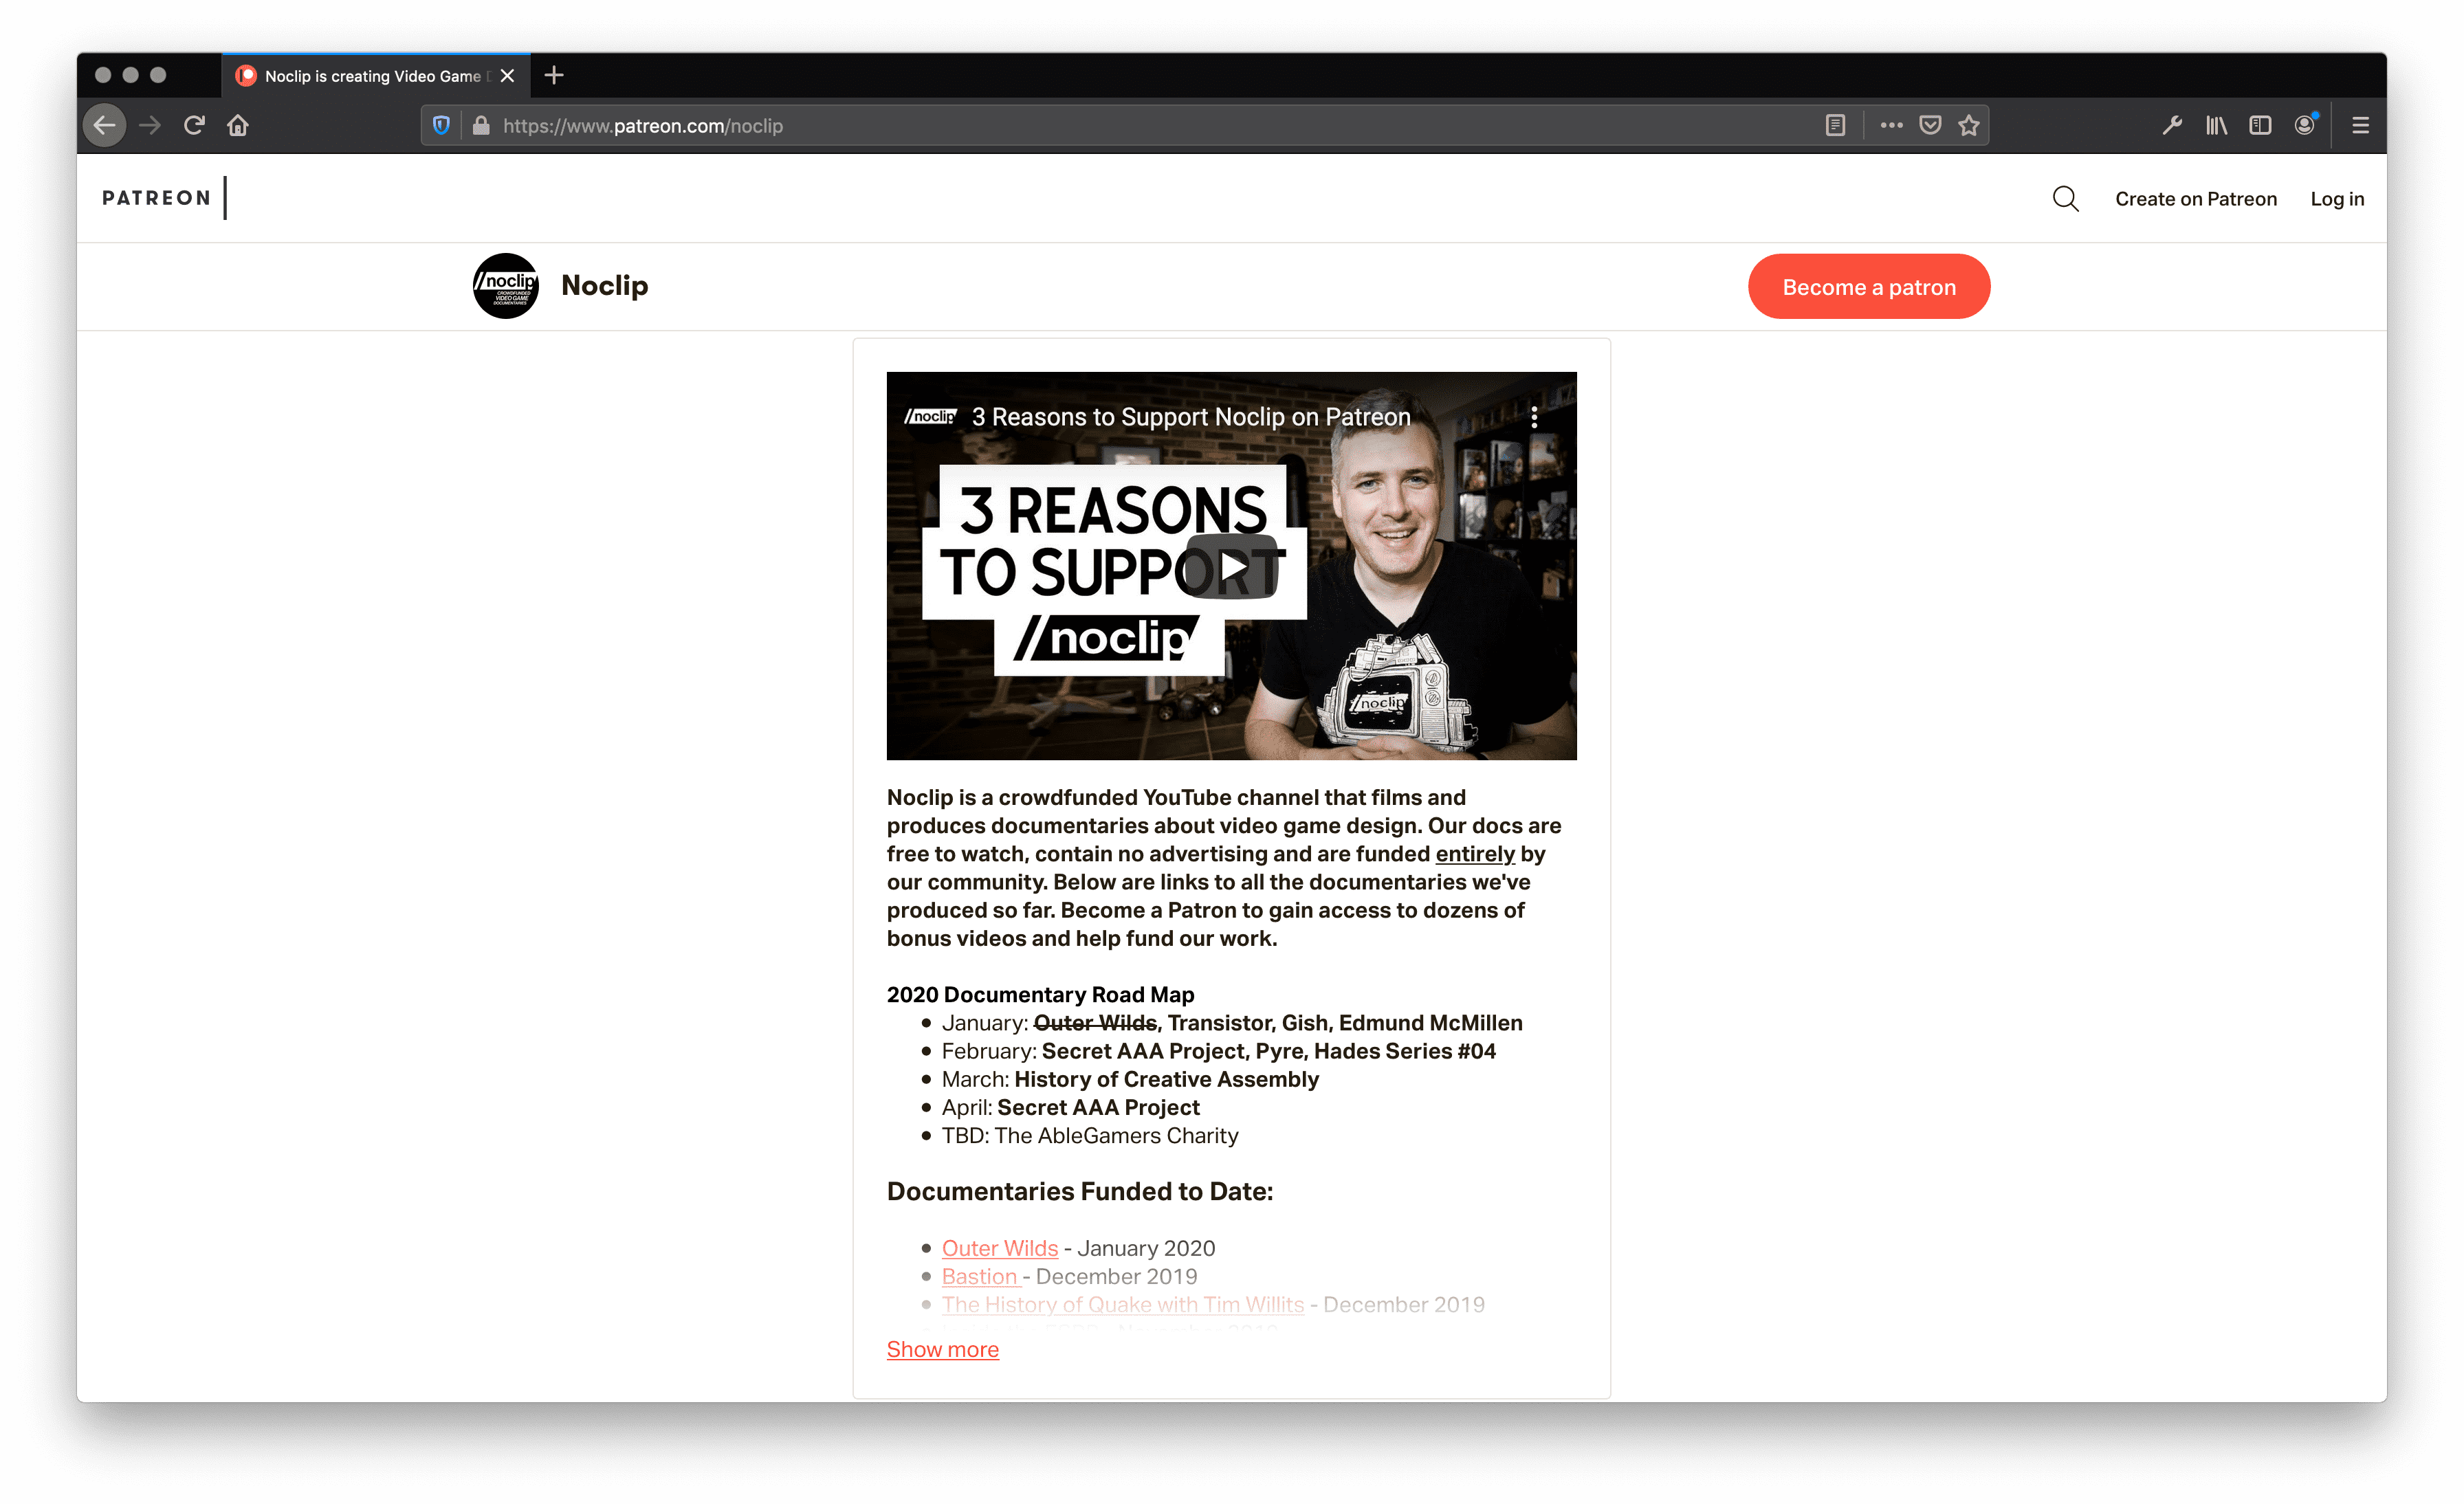 Noclip is creating Video Game D
https://www.patreon.com/noclip
PATREON
Create on Patreon
Log in
/noclip
CROWDFUNDED
VIDEO GAME
DOCUMENTARIES
Noclip
Become a patron
//noclip 3 Reasons to Support Noclip on Patreon
3 REASONS
TO SUPPORT
//noclip
/noclip
Noclip is a crowdfunded YouTube channel that films and
produces documentaries about video game design. Our docs are
free to watch, contain no advertising and are funded entirely by
our community. Below are links to all the documentaries we've
produced so far. Become a Patron to gain access to dozens of
bonus videos and help fund our work.
2020 Documentary Road Map
• January: Outer Wilds, Transistor, Gish, Edmund McMillen
• February: Secret AAA Project, Pyre, Hades Series #04
• March: History of Creative Assembly
• April: Secret AAA Project
• TBD: The AbleGamers Charity
Documentaries Funded to Date:
• Outer Wilds - January 2020
• Bastion - December 2019
• The History of Quake with Tim Willits - December 2019
Show more